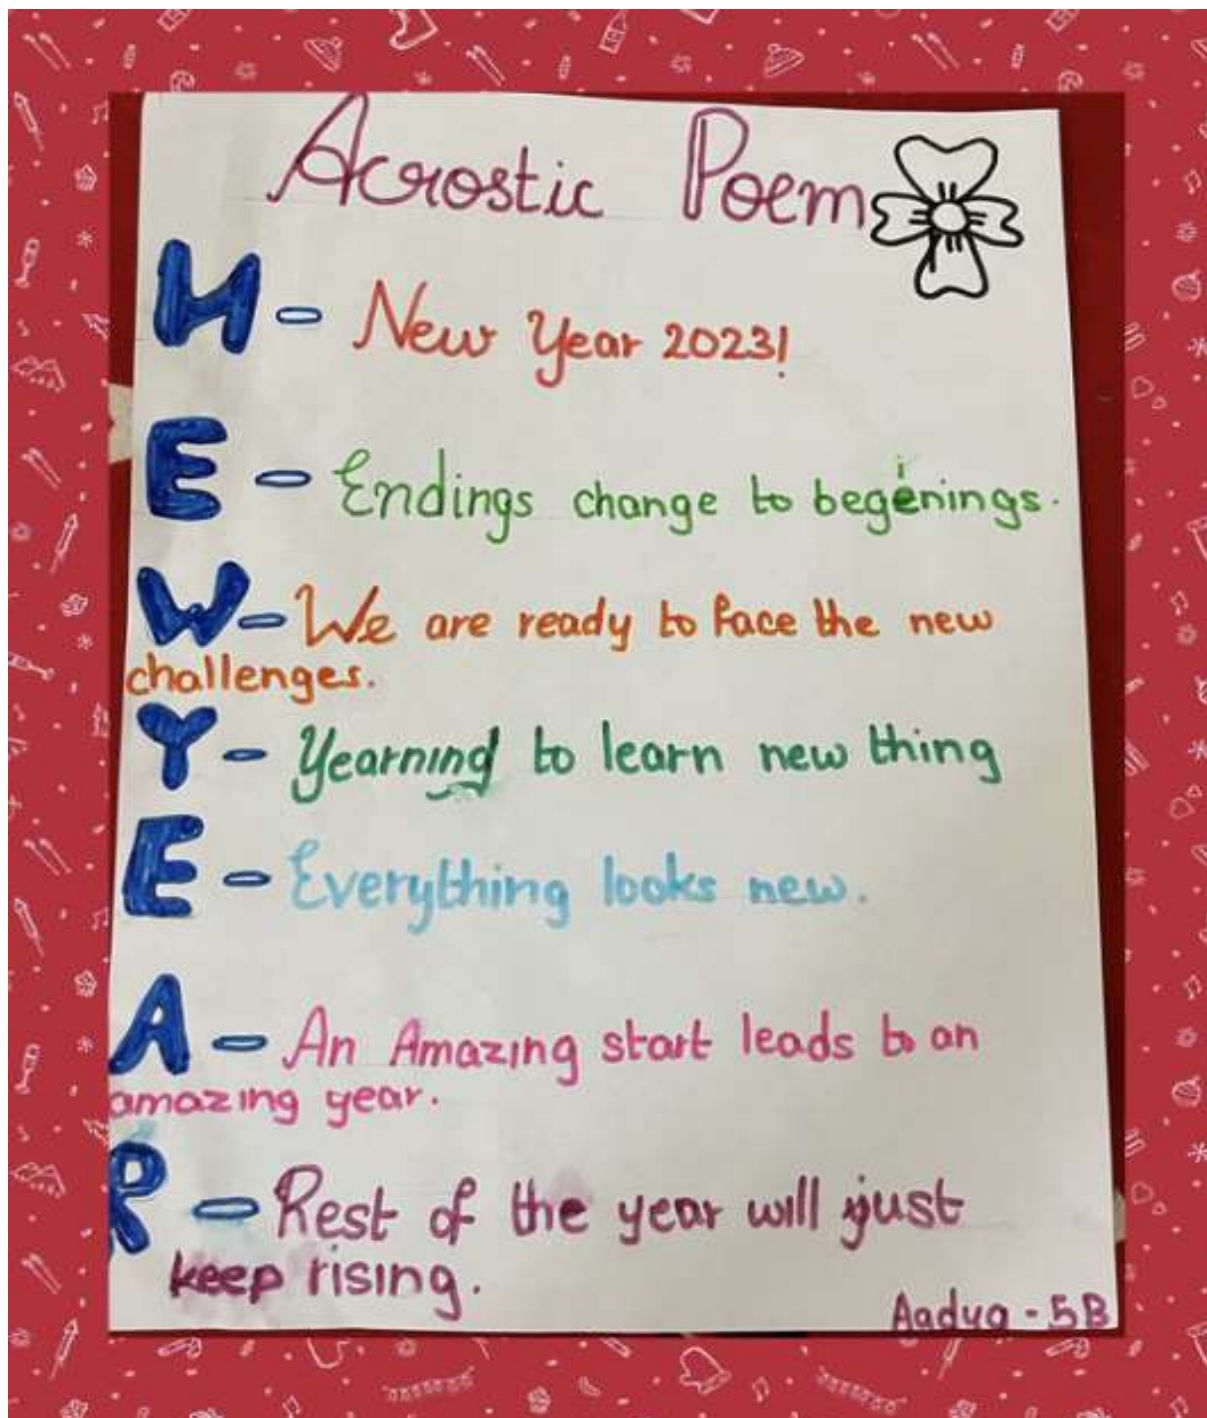 Acrostic Poem
N - New Year 2023!
E - Endings change to begenings.
W - We are ready to face the new
challenges.
Y - Yearning to learn new thing
E - Everything looks new.
A - An Amazing start leads to an
amazing year.
R - Rest of the year will just
keep rising.
Aadya - 5B